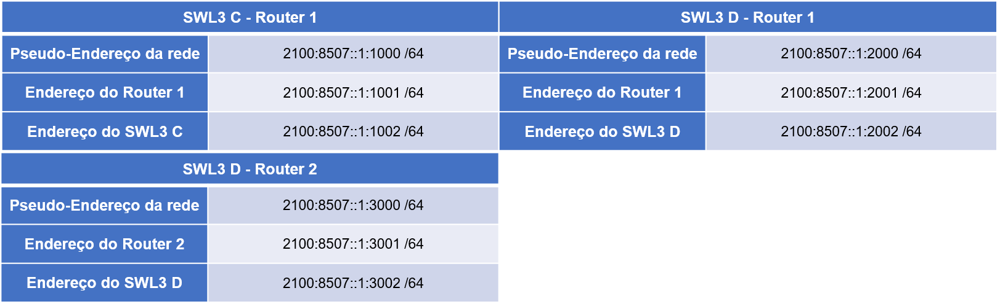 SWL3 C - Router 1
Pseudo-Endereço da rede 2100:8507::1:1000 /64
Endereço do Router 1 2100:8507::1:1001 /64
Endereço do SWL3 C 2100:8507::1:1002 /64
SWL3 D - Router 1
Pseudo-Endereço da rede 2100:8507::1:2000 /64
Endereço do Router 1 2100:8507::1:2001 /64
Endereço do SWL3 D 2100:8507::1:2002 /64
SWL3 D - Router 2
Pseudo-Endereço da rede 2100:8507::1:3000 /64
Endereço do Router 2 2100:8507::1:3001 /64
Endereço do SWL3 D 2100:8507::1:3002 /64